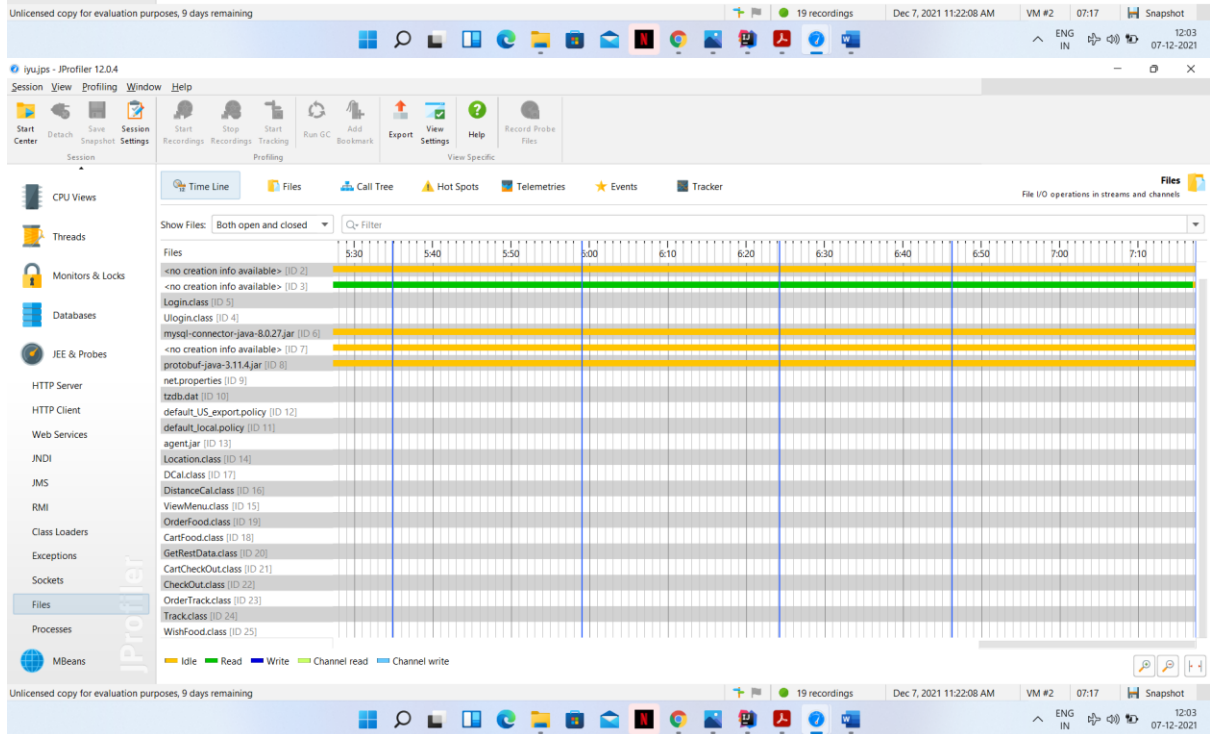 Unlicensed copy for evaluation purposes, 9 days remaining 19 recordings Dec 7, 2021 11:22:08 AM VM #2 07:17 Snapshot
ENG IN 12:03 07-12-2021
iyu.jps - JProfiler 12.0.4
Session View Profiling Window Help
Start Center Detach Save Snapshot Session Settings Start Recordings Stop Recordings Start Tracking Run GC Add Bookmark Export View Settings Help Record Probe Files
Session Profiling View Specific
Time Line Files Call Tree Hot Spots Telemetries Events Tracker Files
File I/O operations in streams and channels
CPU Views
Threads
Monitors & Locks
Databases
JEE & Probes
HTTP Server
HTTP Client
Web Services
JNDI
JMS
RMI
Class Loaders
Exceptions
Sockets
Files
Processes
MBeans
JProfiler
Show Files: Both open and closed Filter
Files 5:30 5:40 5:50 6:00 6:10 6:20 6:30 6:40 6:50 7:00 7:10
<no creation info available> [ID 2]
<no creation info available> [ID 3]
Login.class [ID 5]
Ulogin.class [ID 4]
mysql-connector-java-8.0.27.jar [ID 6]
<no creation info available> [ID 7]
protobuf-java-3.11.4.jar [ID 8]
net.properties [ID 9]
tzdb.dat [ID 10]
default_US_export.policy [ID 12]
default_local.policy [ID 11]
agent.jar [ID 13]
Location.class [ID 14]
DCal.class [ID 17]
DistanceCal.class [ID 16]
ViewMenu.class [ID 15]
OrderFood.class [ID 19]
CartFood.class [ID 18]
GetRestData.class [ID 20]
CartCheckOut.class [ID 21]
CheckOut.class [ID 22]
OrderTrack.class [ID 23]
Track.class [ID 24]
WishFood.class [ID 25]
Idle Read Write Channel read Channel write
Unlicensed copy for evaluation purposes, 9 days remaining 19 recordings Dec 7, 2021 11:22:08 AM VM #2 07:17 Snapshot
ENG IN 12:03 07-12-2021